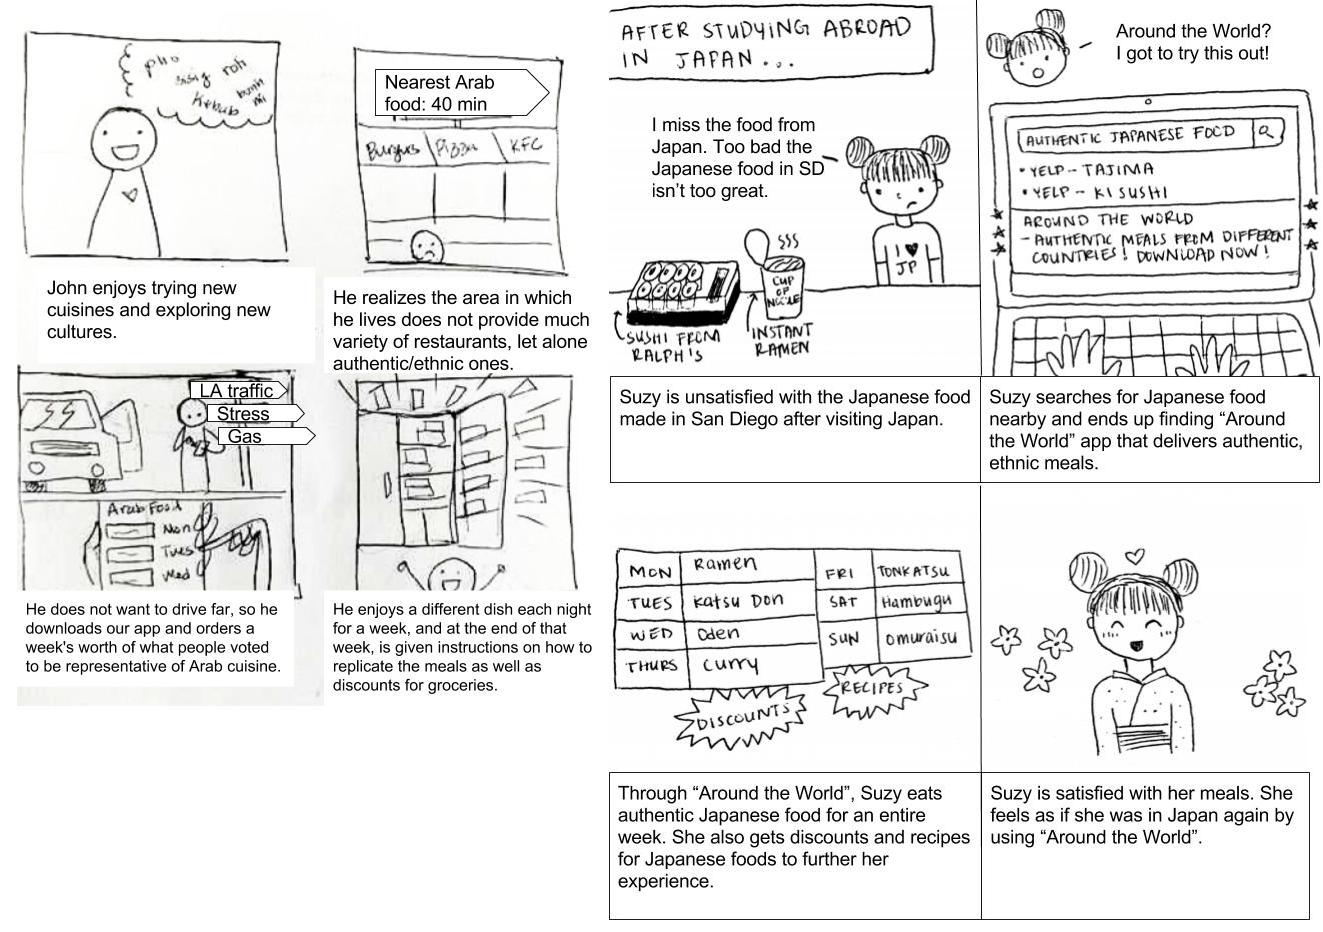 pho
roh
Kebab
banh
mi
John enjoys trying new
cuisines and exploring new
cultures.
Nearest Arab
food: 40 min
Burgurs
Pizza
KFC
He realizes the area in which
he lives does not provide much
variety of restaurants, let alone
authentic/ethnic ones.
LA traffic
Stress
Gas
Arab Food
Mon
Tues
Wed
He does not want to drive far, so he
downloads our app and orders a
week's worth of what people voted
to be representative of Arab cuisine.
He enjoys a different dish each night
for a week, and at the end of that
week, is given instructions on how to
replicate the meals as well as
discounts for groceries.
AFTER STUDYING ABROAD
IN JAPAN...
I miss the food from
Japan. Too bad the
Japanese food in SD
isn't too great.
I ♥
JP
CUP
OF
NOODLE
SUSHI FROM
RALPH'S
INSTANT
RAMEN
Suzy is unsatisfied with the Japanese food
made in San Diego after visiting Japan.
Around the World?
I got to try this out!
AUTHENTIC JAPANESE FOOD
• YELP - TAJIMA
• YELP - KI SUSHI
AROUND THE WORLD
- AUTHENTIC MEALS FROM DIFFERENT
COUNTRIES! DOWNLOAD NOW!
Suzy searches for Japanese food
nearby and ends up finding “Around
the World” app that delivers authentic,
ethnic meals.
MON Ramen
TUES Katsu Don
WED Oden
THURS Curry
FRI TONKATSU
SAT Hambugu
SUN Omuraisu
DISCOUNTS
RECIPES
Through “Around the World”, Suzy eats
authentic Japanese food for an entire
week. She also gets discounts and recipes
for Japanese foods to further her
experience.
Suzy is satisfied with her meals. She
feels as if she was in Japan again by
using “Around the World”.